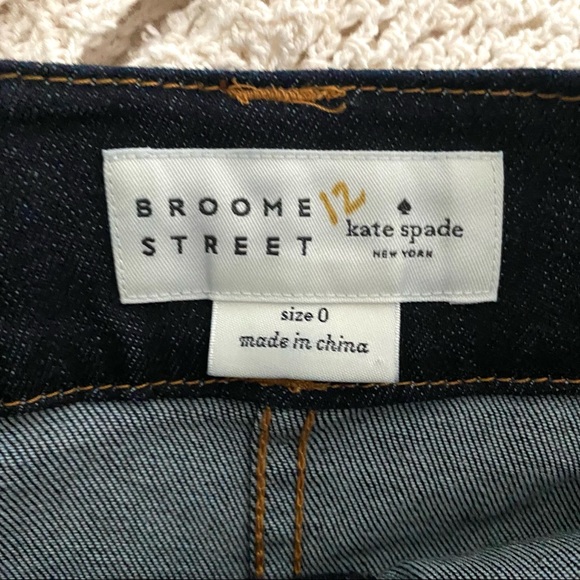 BROOME
STREET
12
kate spade
NEW YORK
size 0
made in china